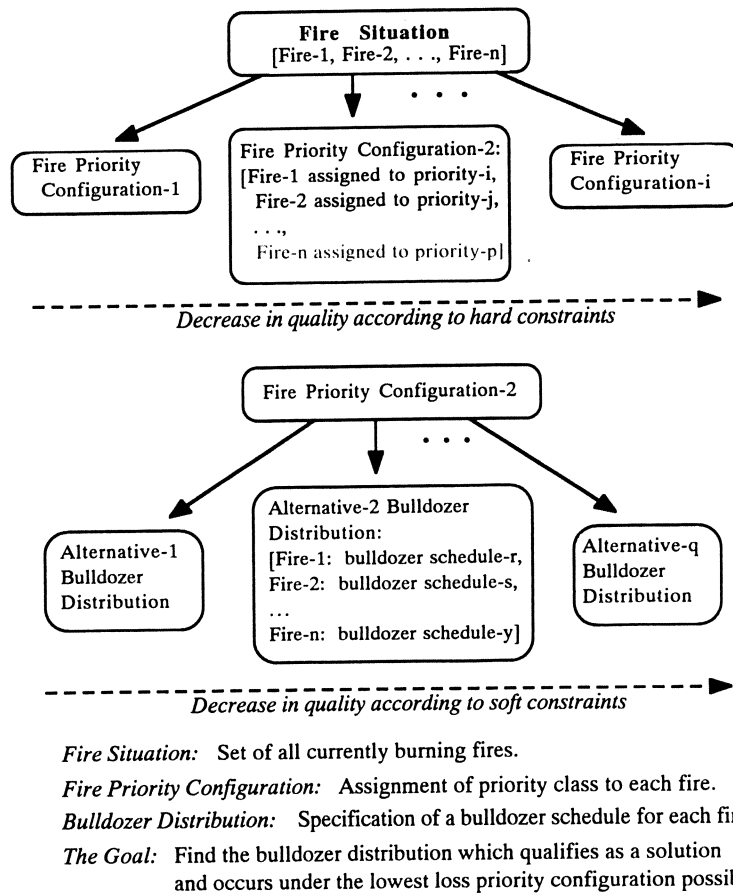 Fire Situation
[Fire-1, Fire-2, . . ., Fire-n]
. . .
Fire Priority
Configuration-1
Fire Priority Configuration-2:
[Fire-1 assigned to priority-i,
Fire-2 assigned to priority-j,
. . .,
Fire-n assigned to priority-p]
Fire Priority
Configuration-i
Decrease in quality according to hard constraints
Fire Priority Configuration-2
. . .
Alternative-1
Bulldozer
Distribution
Alternative-2 Bulldozer
Distribution:
[Fire-1: bulldozer schedule-r,
Fire-2: bulldozer schedule-s,
...
Fire-n: bulldozer schedule-y]
Alternative-q
Bulldozer
Distribution
Decrease in quality according to soft constraints
Fire Situation: Set of all currently burning fires.
Fire Priority Configuration: Assignment of priority class to each fire.
Bulldozer Distribution: Specification of a bulldozer schedule for each
The Goal: Find the bulldozer distribution which qualifies as a solution
and occurs under the lowest loss priority configuration